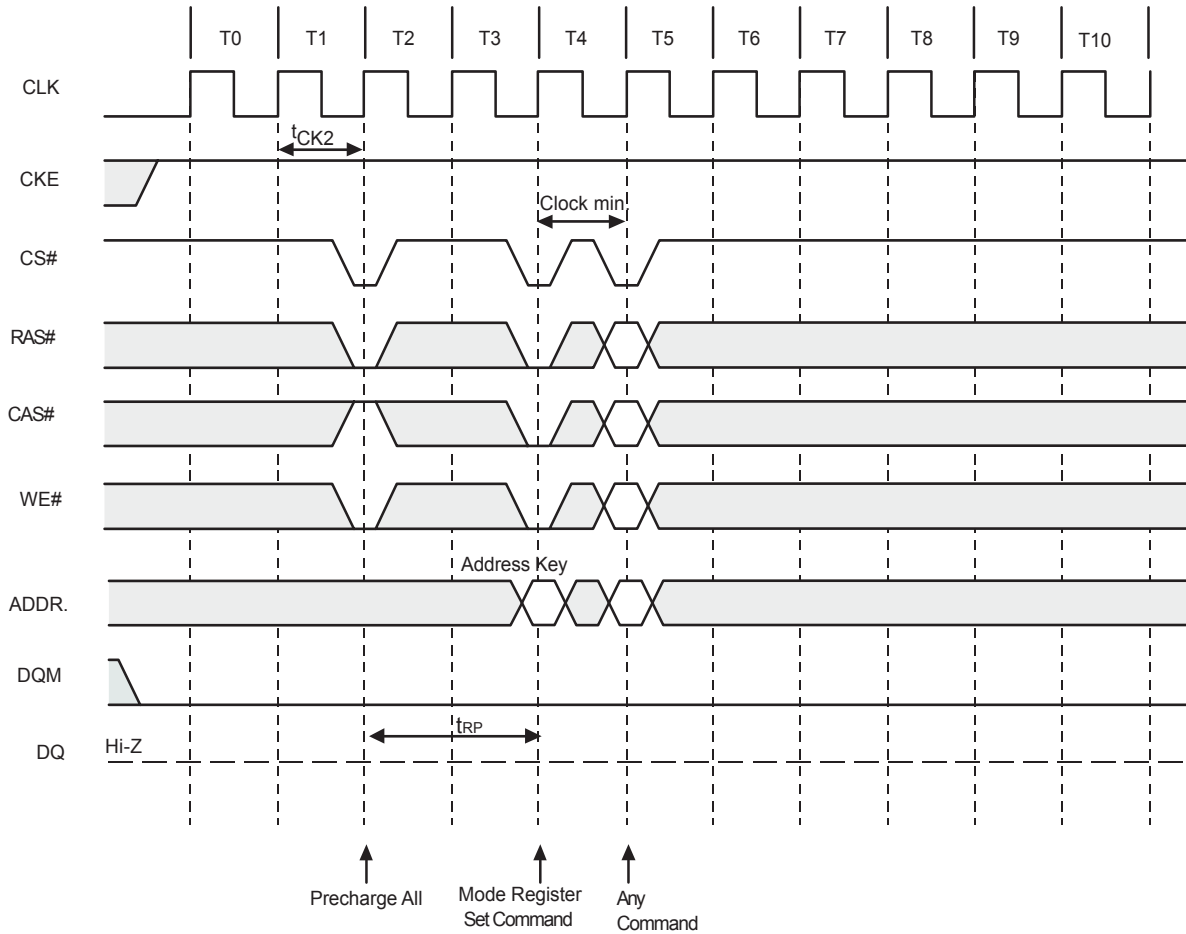 T0 T1 T2 T3 T4 T5 T6 T7 T8 T9 T10
CLK
tCK2
CKE
Clock min.
CS#
RAS#
CAS#
WE#
Address Key
ADDR.
DQM
tRP
DQ Hi-Z
Precharge All
Mode Register
Set Command
Any
Command